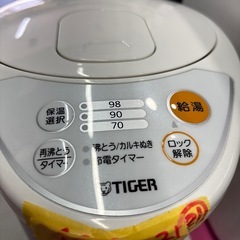 保温
選択
98
90
70
給湯
再沸とう
タイマー
沸とう/カルキぬき
節電タイマー
ロック
解除
TIGER